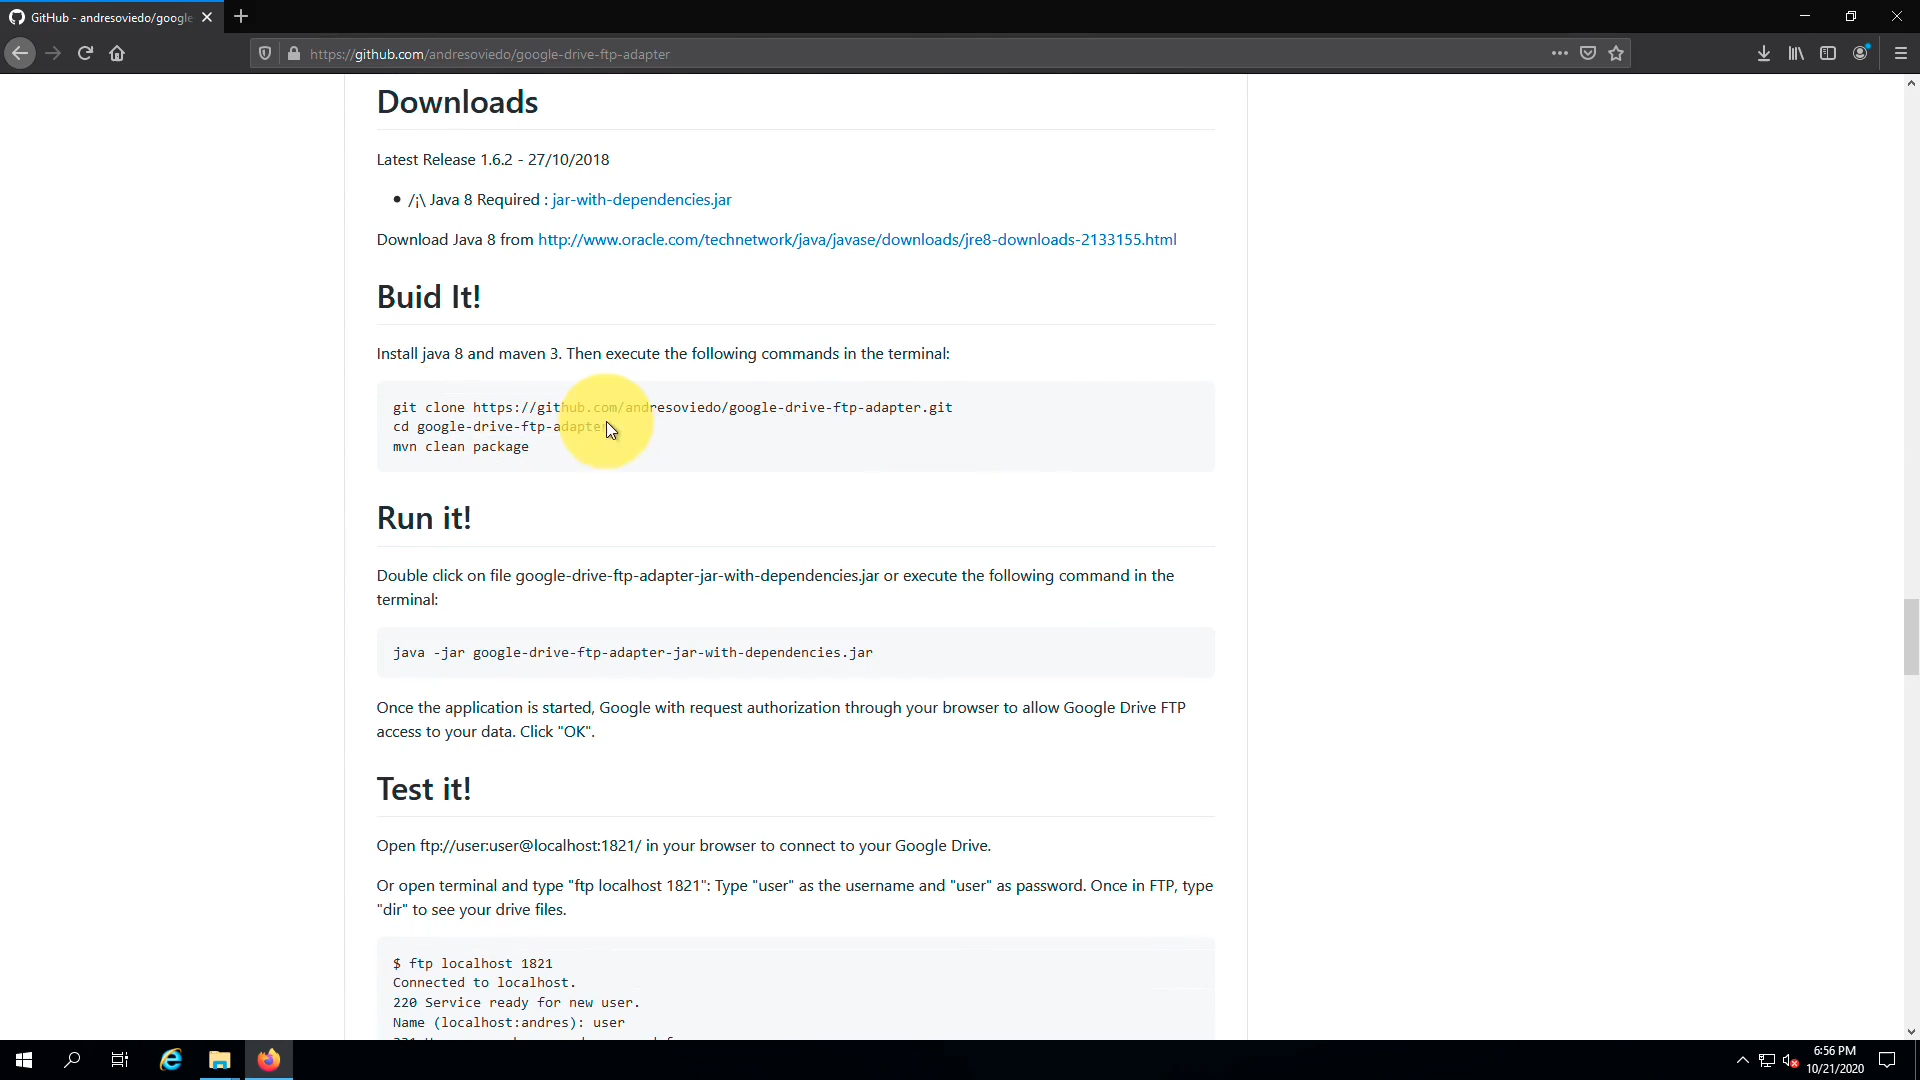 GitHub - andresoviedo/google
https://github.com/andresoviedo/google-drive-ftp-adapter
Downloads
Latest Release 1.6.2 - 27/10/2018
• /¡\ Java 8 Required : jar-with-dependencies.jar
Download Java 8 from http://www.oracle.com/technetwork/java/javase/downloads/jre8-downloads-2133155.html
Buid It!
Install java 8 and maven 3. Then execute the following commands in the terminal:
git clone https://github.com/andresoviedo/google-drive-ftp-adapter.git
cd google-drive-ftp-adapter
mvn clean package
Run it!
Double click on file google-drive-ftp-adapter-jar-with-dependencies.jar or execute the following command in the
terminal:
java -jar google-drive-ftp-adapter-jar-with-dependencies.jar
Once the application is started, Google with request authorization through your browser to allow Google Drive FTP
access to your data. Click "OK".
Test it!
Open ftp://user:user@localhost:1821/ in your browser to connect to your Google Drive.
Or open terminal and type "ftp localhost 1821": Type "user" as the username and "user" as password. Once in FTP, type
"dir" to see your drive files.
$ ftp localhost 1821
Connected to localhost.
220 Service ready for new user.
Name (localhost:andres): user
6:56 PM
10/21/2020